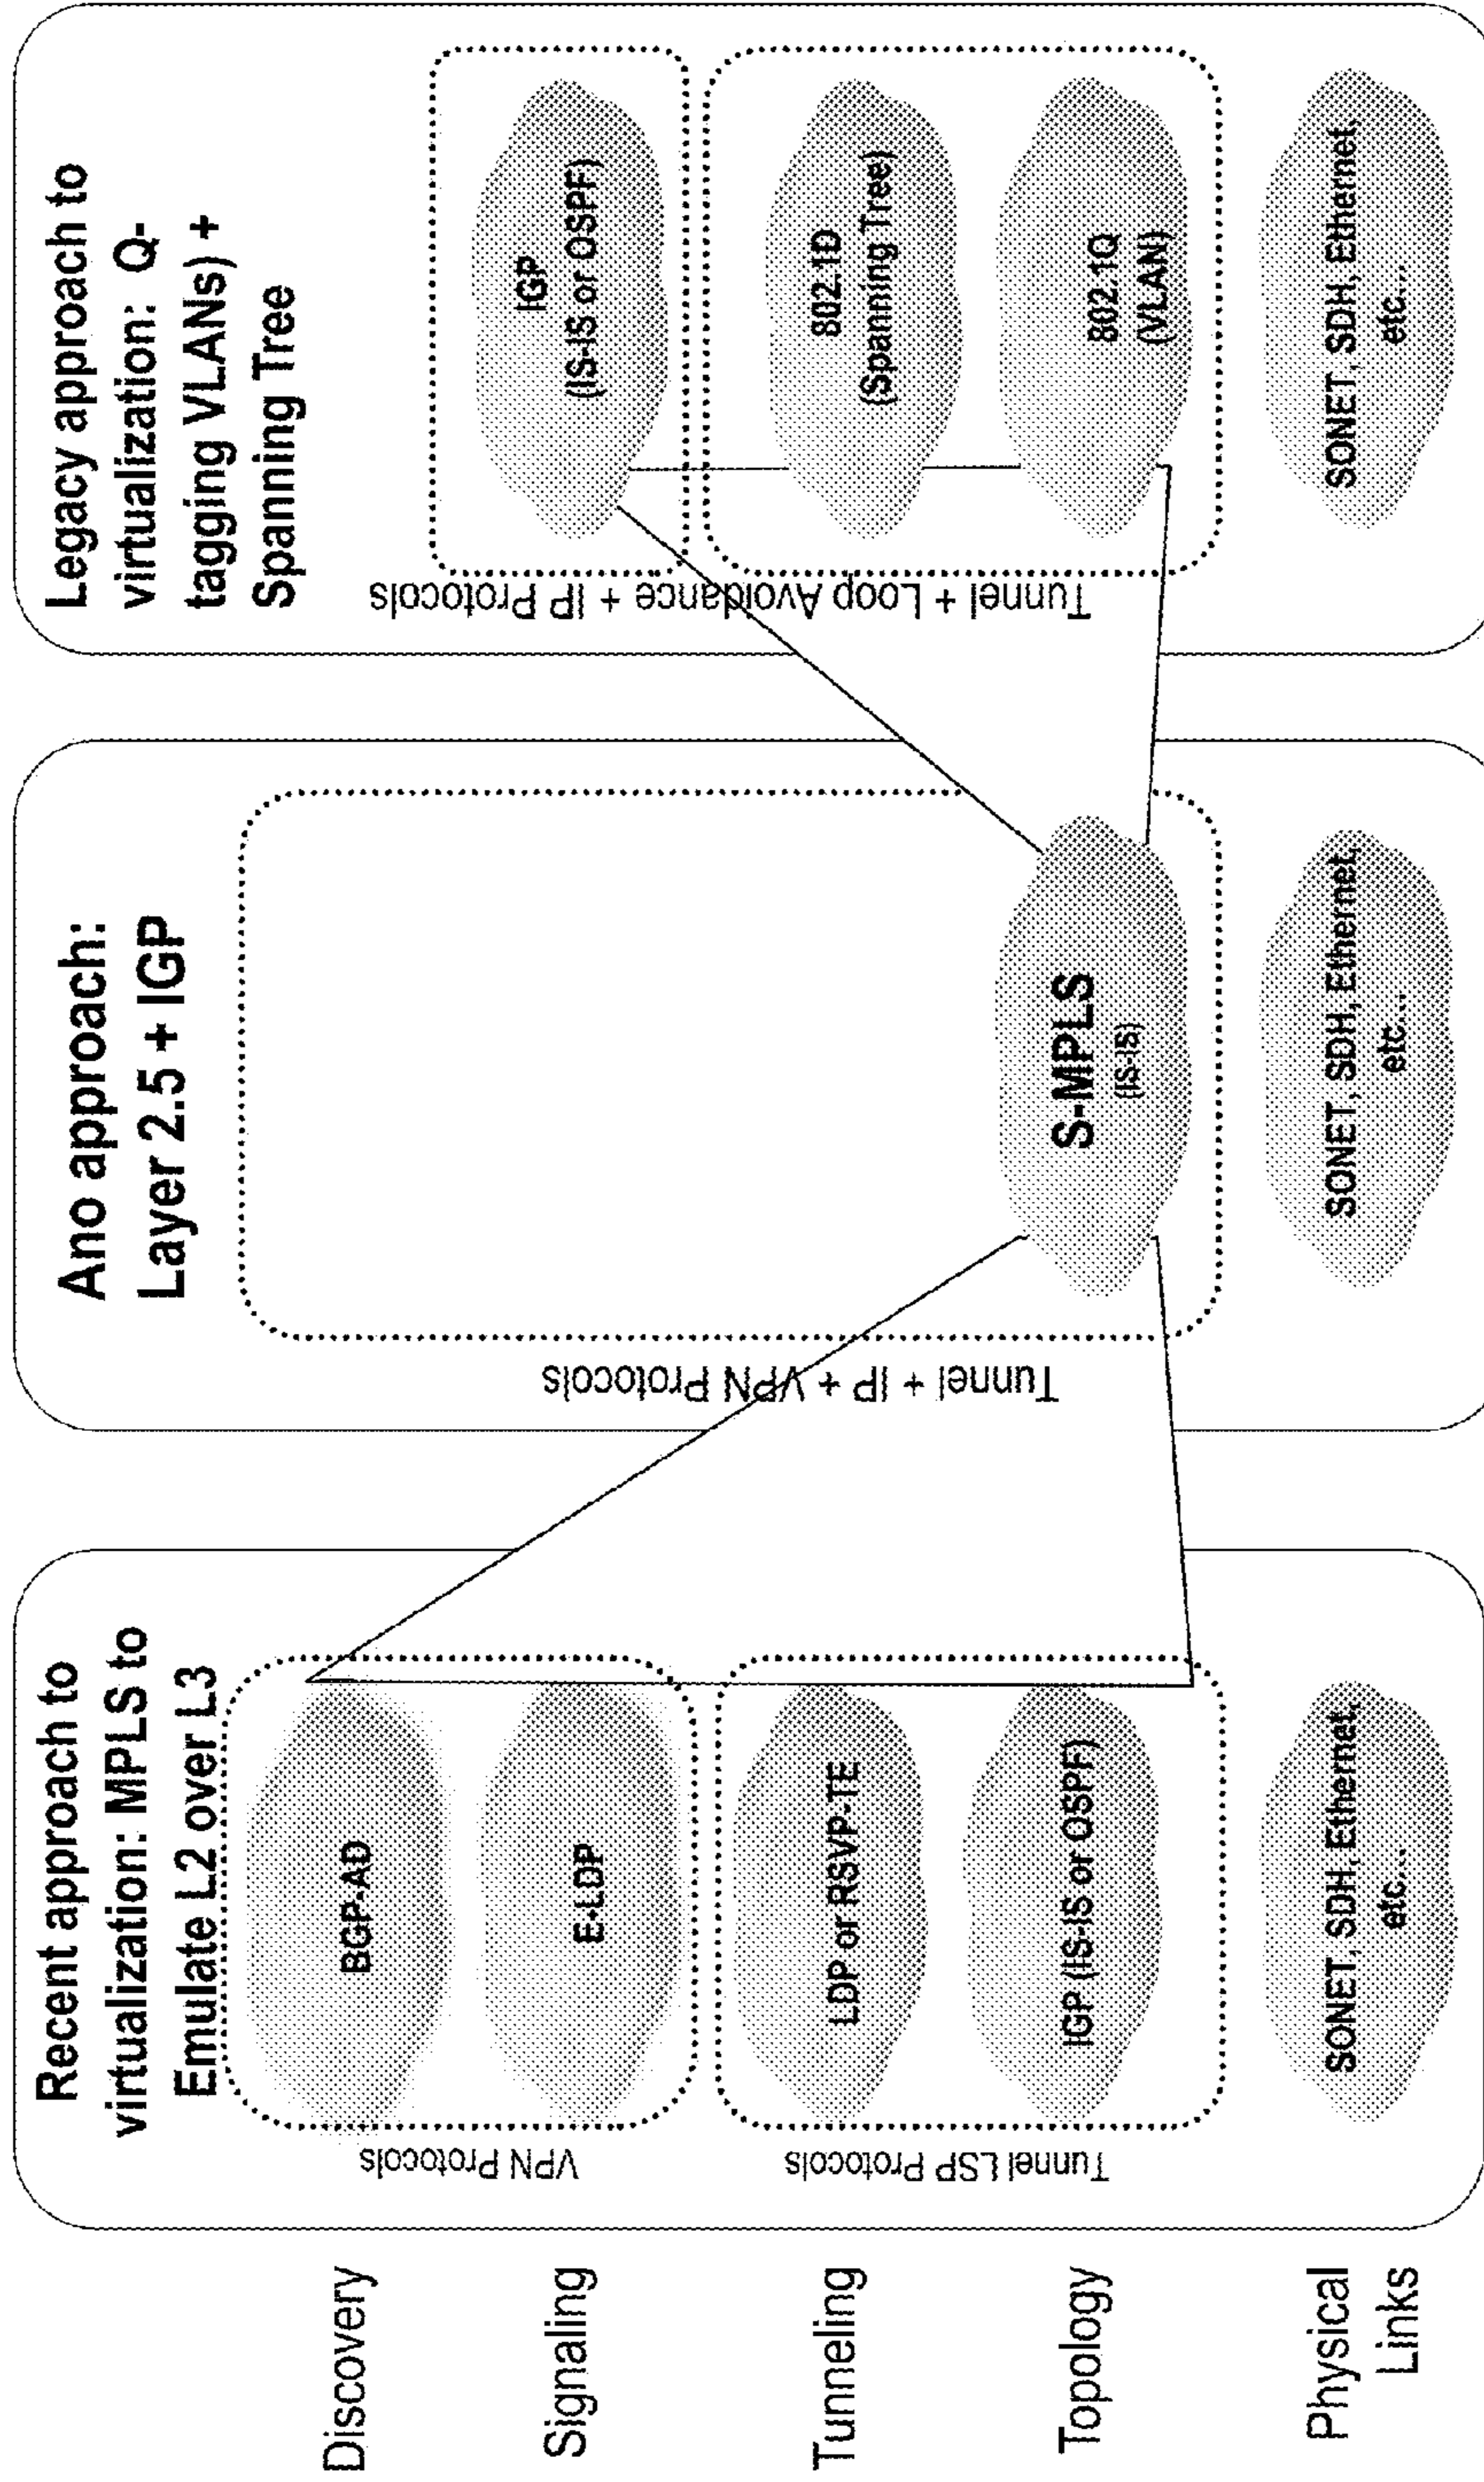 Discovery
Signaling
Tunneling
Topology
Physical
Links
Recent approach to
virtualization: MPLS to
Emulate L2 over L3
VPN Protocols
BGP-AD
E-LDP
Tunnel LSP Protocols
LDP or RSVP-TE
IGP (IS-IS or OSPF)
SONET, SDH, Ethernet,
etc...
Ano approach:
Layer 2.5 + IGP
Tunnel + IP + VPN Protocols
S-MPLS
(IS-IS)
SONET, SDH, Ethernet,
etc...
Legacy approach to
virtualization: Q-
tagging VLANs) +
Spanning Tree
Tunnel + Loop Avoidance + IP Protocols
IGP
(IS-IS or OSPF)
802.1D
(Spanning Tree)
802.1Q
(VLAN)
SONET, SDH, Ethernet,
etc...